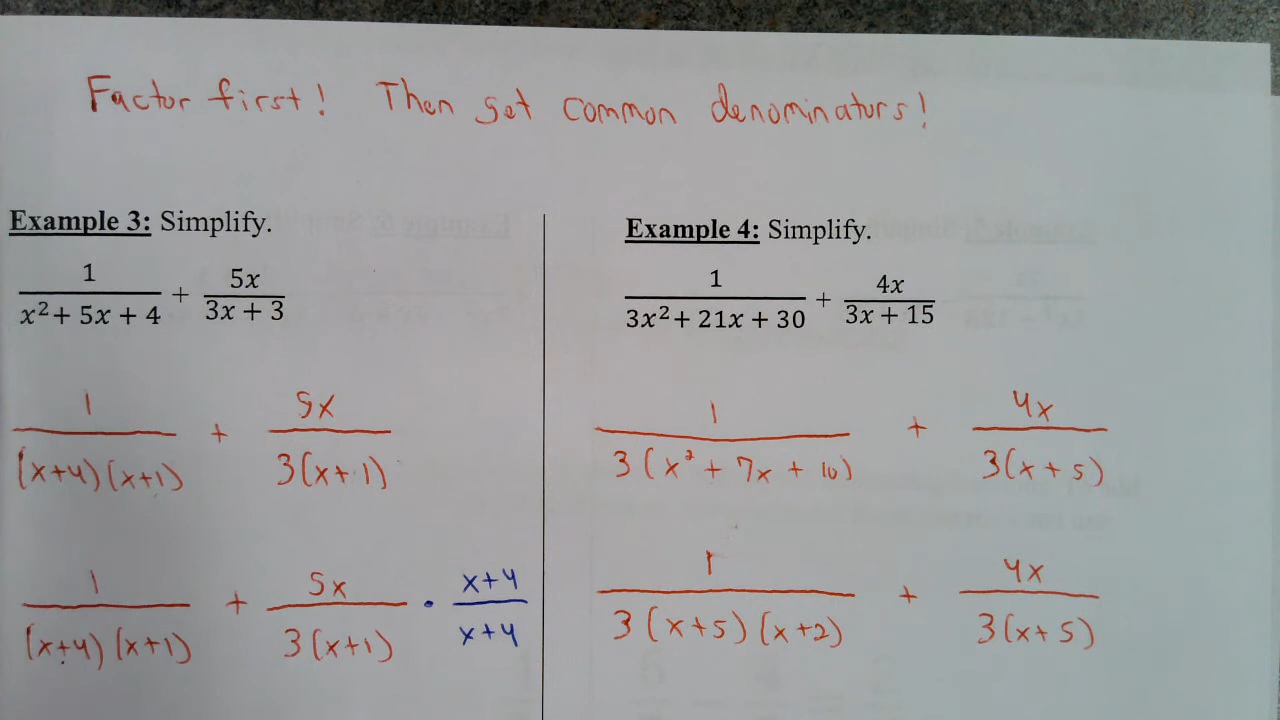 Factor first! Then get common denominators!
Example 3: Simplify.
1/(x² + 5x + 4) + 5x/(3x + 3)
1/((x+4)(x+1)) + 5x/(3(x+1))
1/((x+4)(x+1)) + 5x/(3(x+1)) · (x+4)/(x+4)
Example 4: Simplify.
1/(3x² + 21x + 30) + 4x/(3x + 15)
1/(3(x² + 7x + 10)) + 4x/(3(x + 5))
1/(3(x+5)(x+2)) + 4x/(3(x+5))